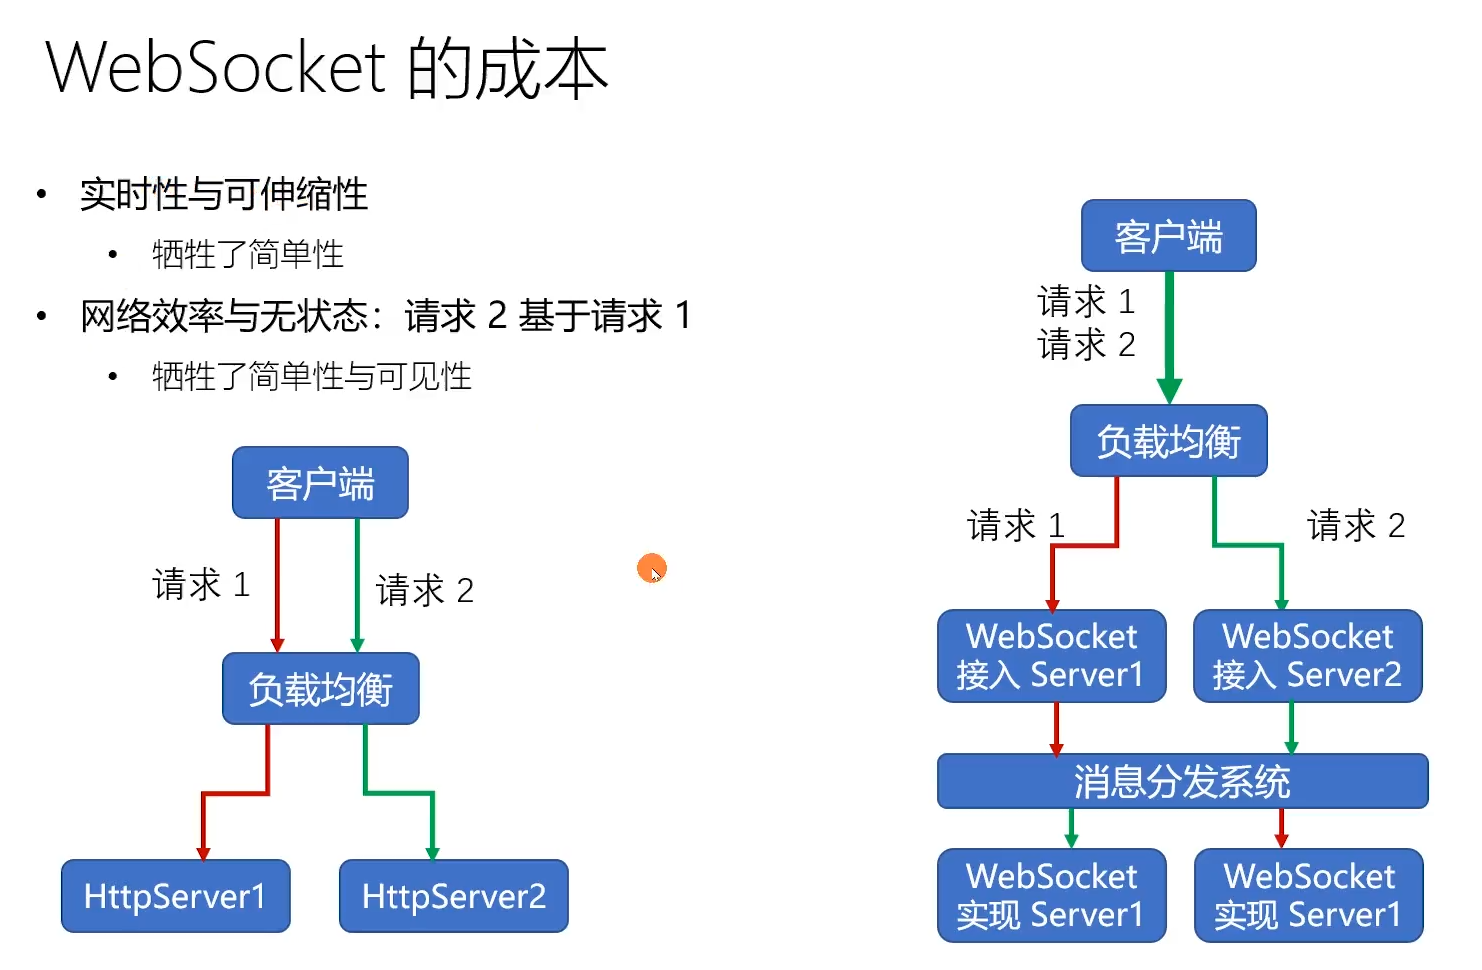 WebSocket 的成本
• 实时性与可伸缩性
• 牺牲了简单性
• 网络效率与无状态：请求 2 基于请求 1
• 牺牲了简单性与可见性
客户端
请求 1
请求 2
负载均衡
HttpServer1
HttpServer2
客户端
请求 1
请求 2
负载均衡
请求 1
请求 2
WebSocket
接入 Server1
WebSocket
接入 Server2
消息分发系统
WebSocket
实现 Server1
WebSocket
实现 Server1